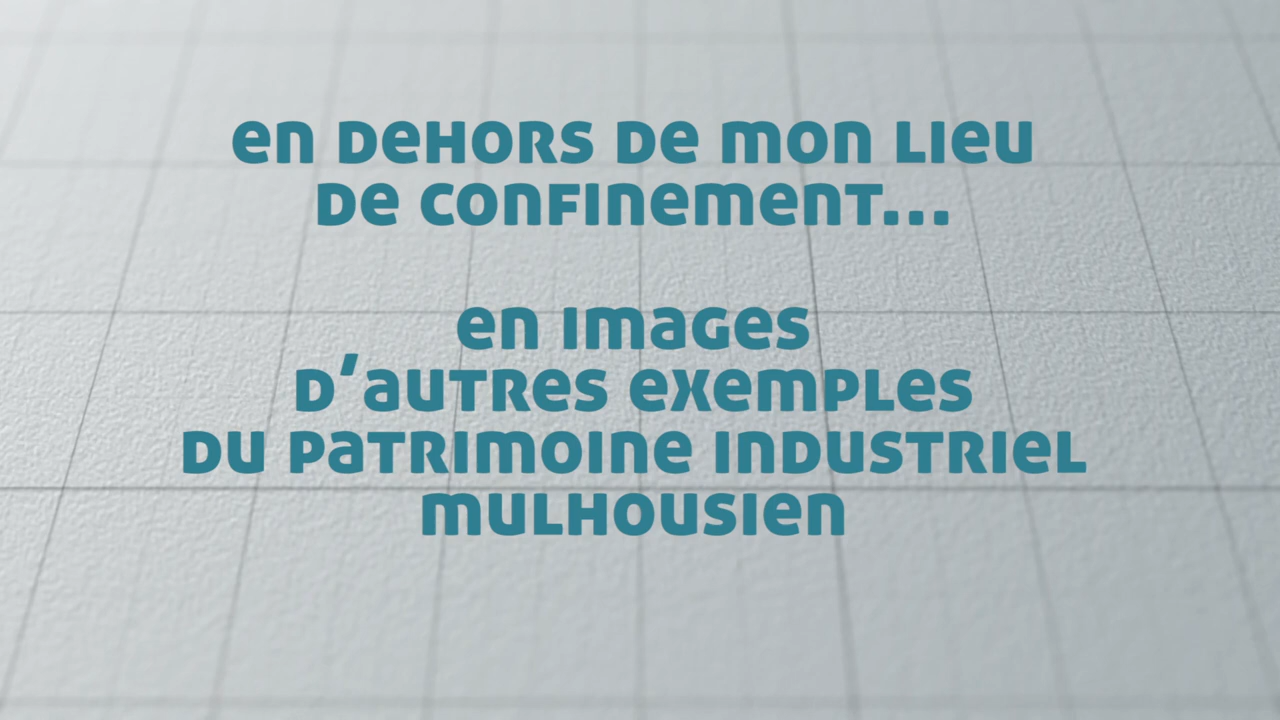 en dehors de mon lieu
de confinement...
en images
d'autres exemples
du patrimoine industriel
mulhousien